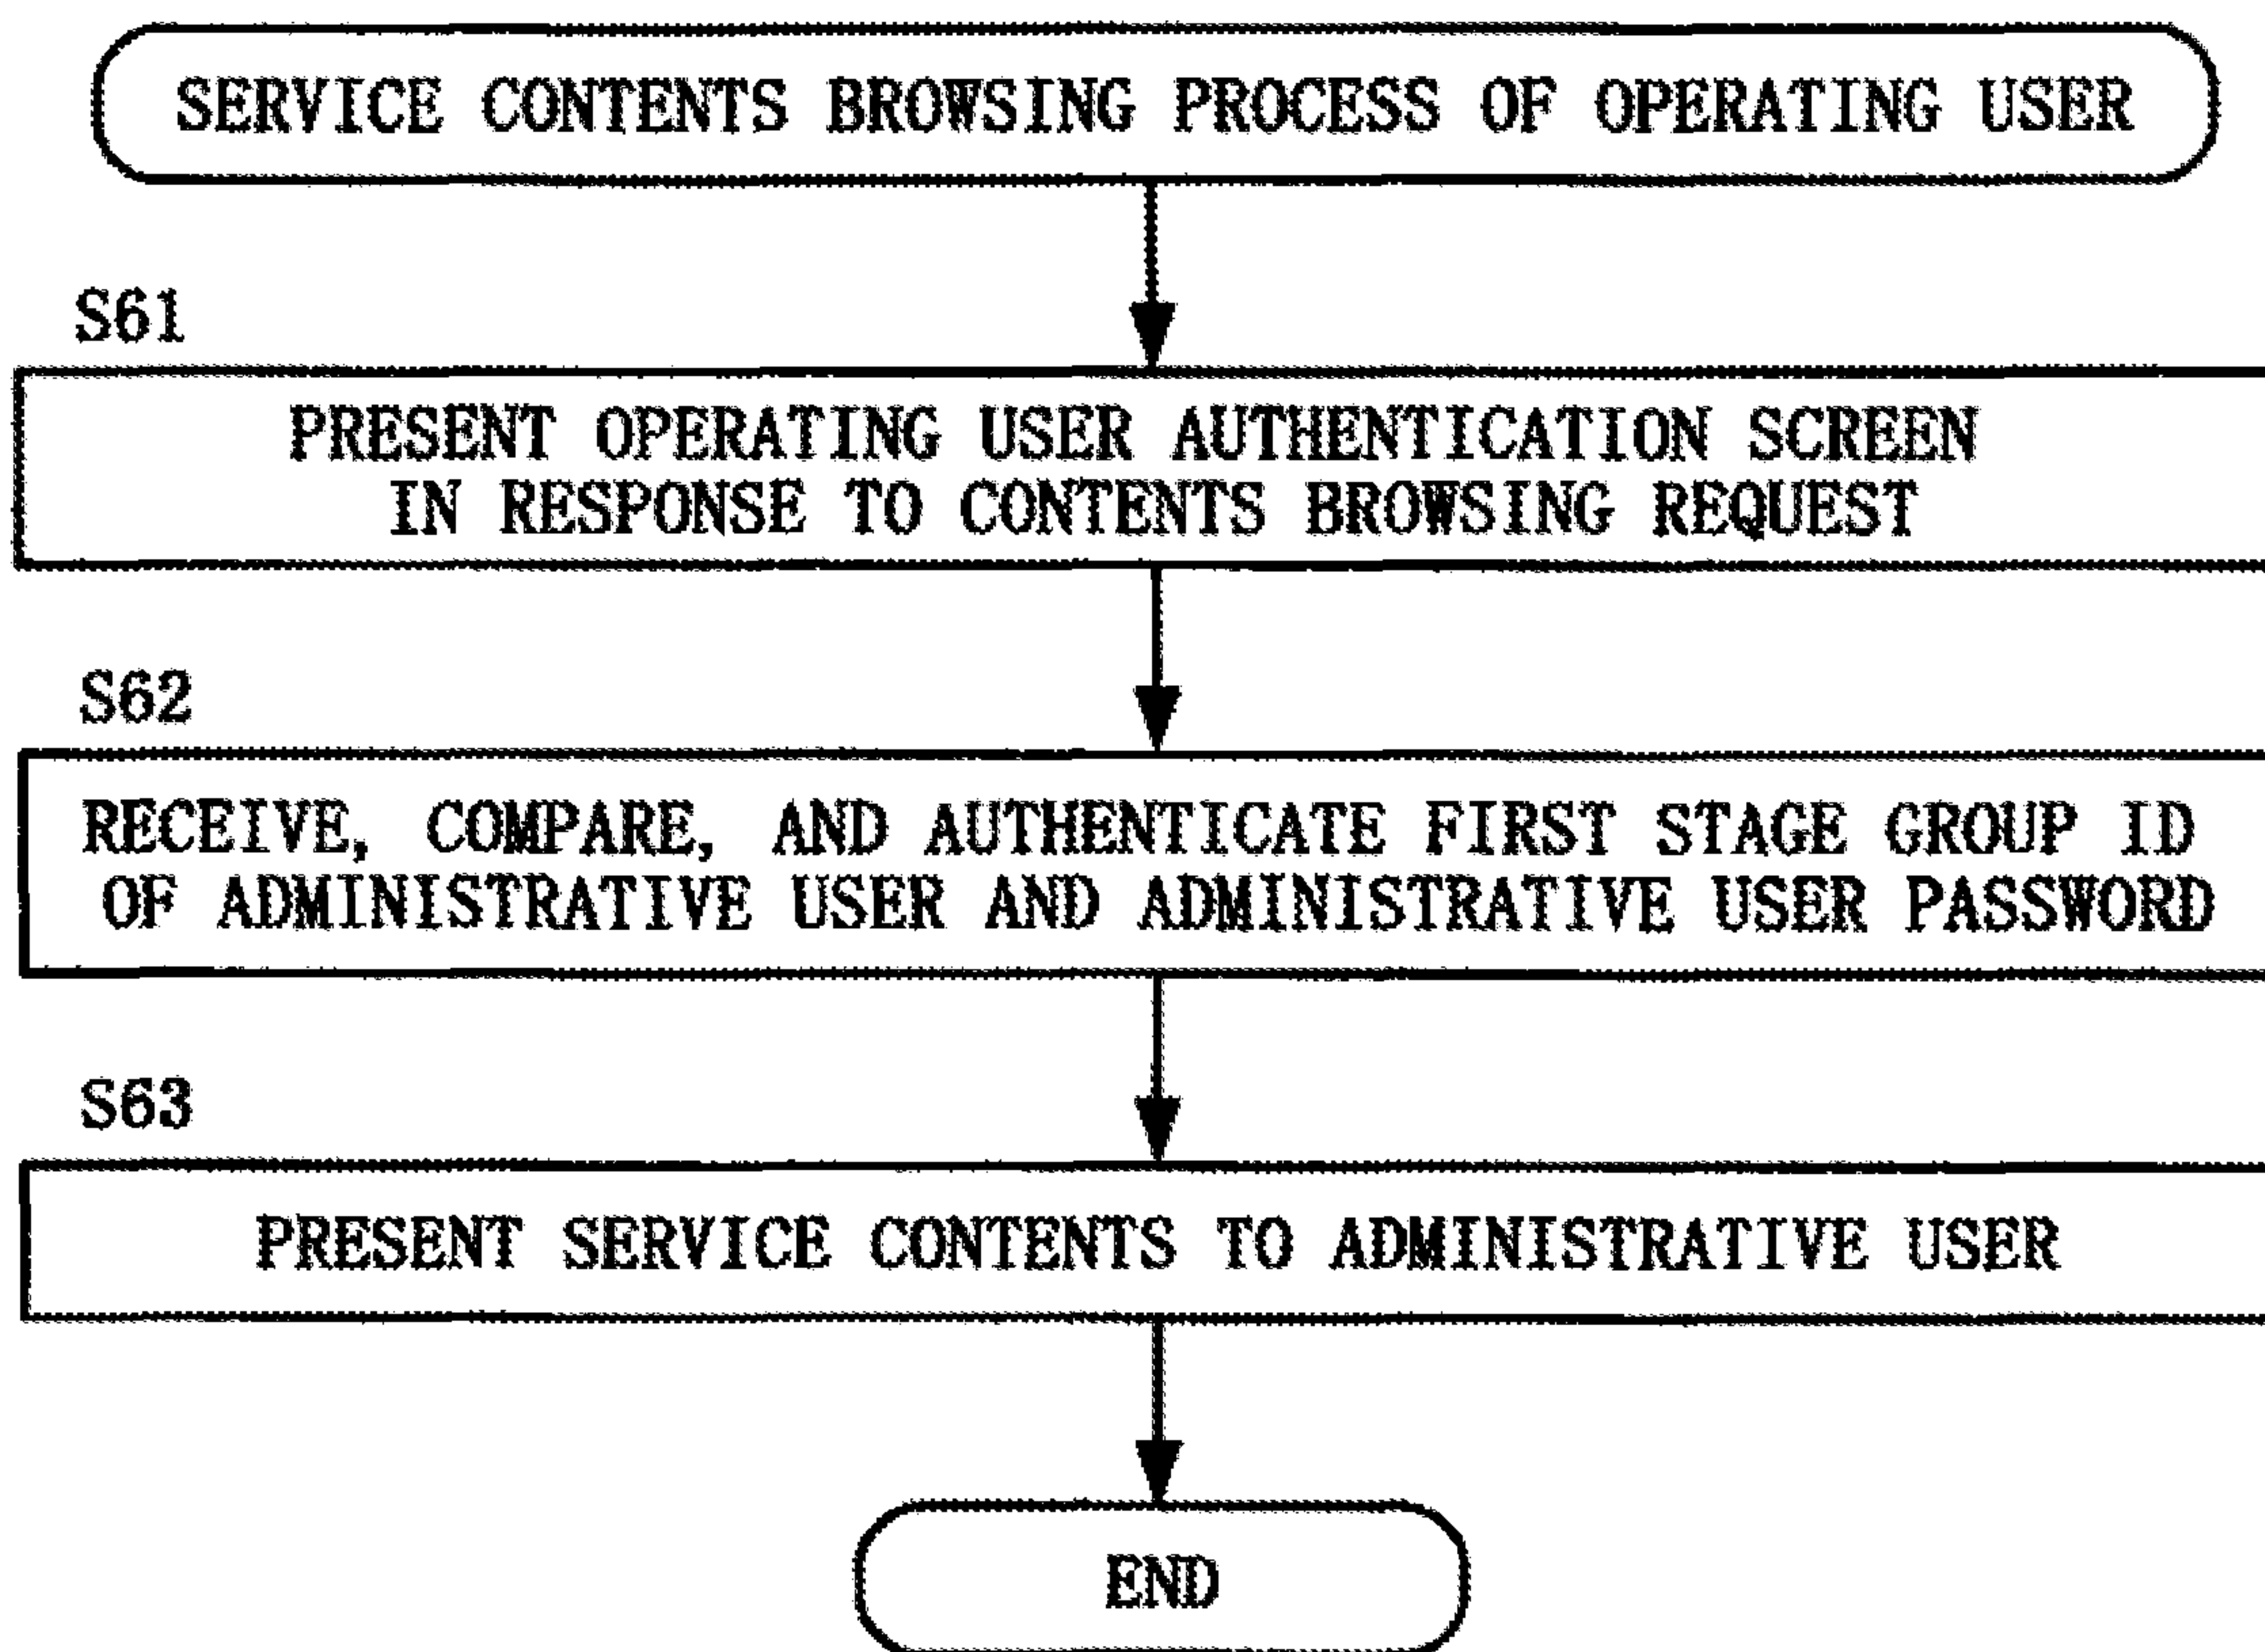 SERVICE CONTENTS BROWSING PROCESS OF OPERATING USER
S61
PRESENT OPERATING USER AUTHENTICATION SCREEN
IN RESPONSE TO CONTENTS BROWSING REQUEST
S62
RECEIVE, COMPARE, AND AUTHENTICATE FIRST STAGE GROUP ID
OF ADMINISTRATIVE USER AND ADMINISTRATIVE USER PASSWORD
S63
PRESENT SERVICE CONTENTS TO ADMINISTRATIVE USER
END